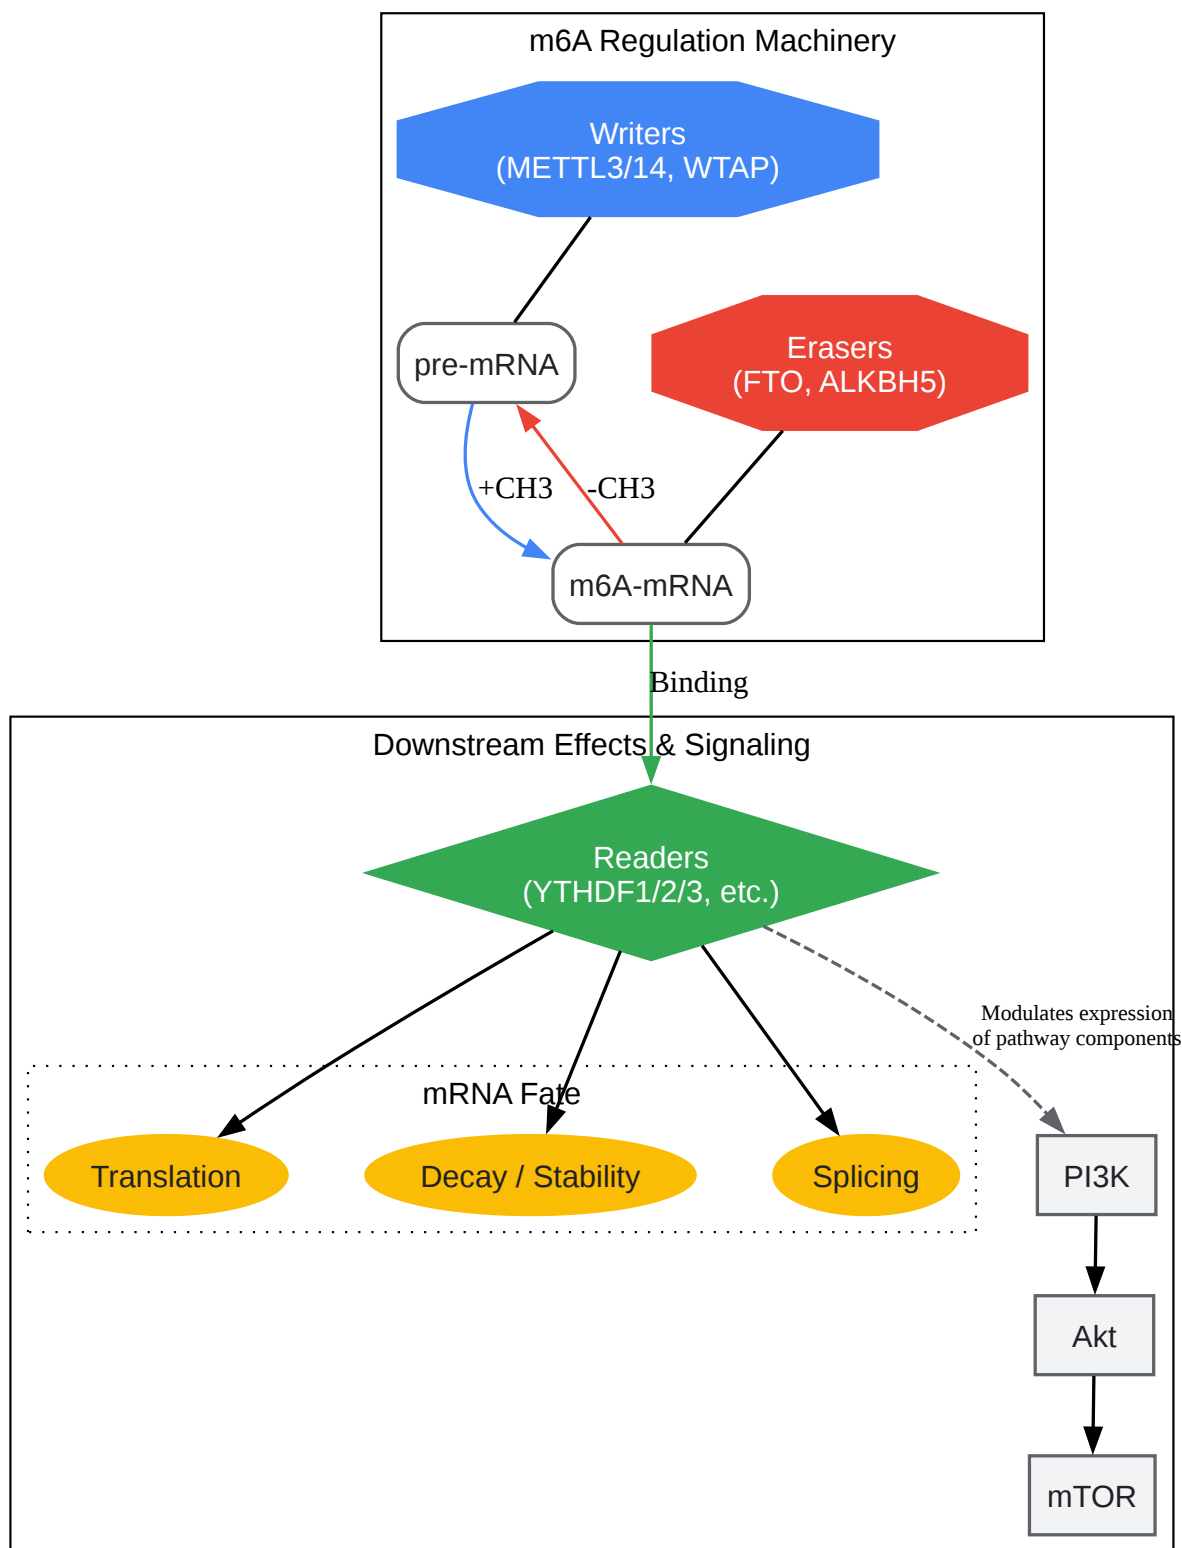 m6A Regulation Machinery
Writers
(METTL3/14, WTAP)
Erasers
(FTO, ALKBH5)
pre-mRNA
+CH3
-CH3
m6A-mRNA
Binding
Downstream Effects & Signaling
Readers
(YTHDF1/2/3, etc.)
Modulates expression
of pathway components
mRNA Fate
Translation
Decay / Stability
Splicing
PI3K
Akt
mTOR